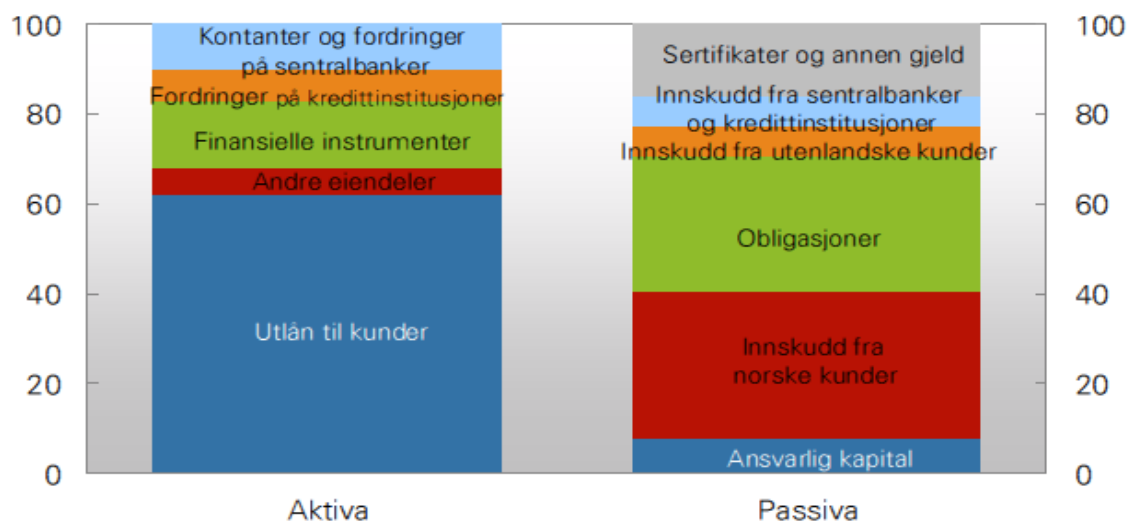 100
80
60
40
20
0
Kontanter og fordringer
på sentralbanker
Fordringer på kredittinstitusjoner
Finansielle instrumenter
Andre eiendeler
Utlån til kunder
Aktiva
Sertifikater og annen gjeld
Innskudd fra sentralbanker
og kredittinstitusjoner
Innskudd fra utenlandske kunder
Obligasjoner
Innskudd fra
norske kunder
Ansvarlig kapital
Passiva
100
80
60
40
20
0